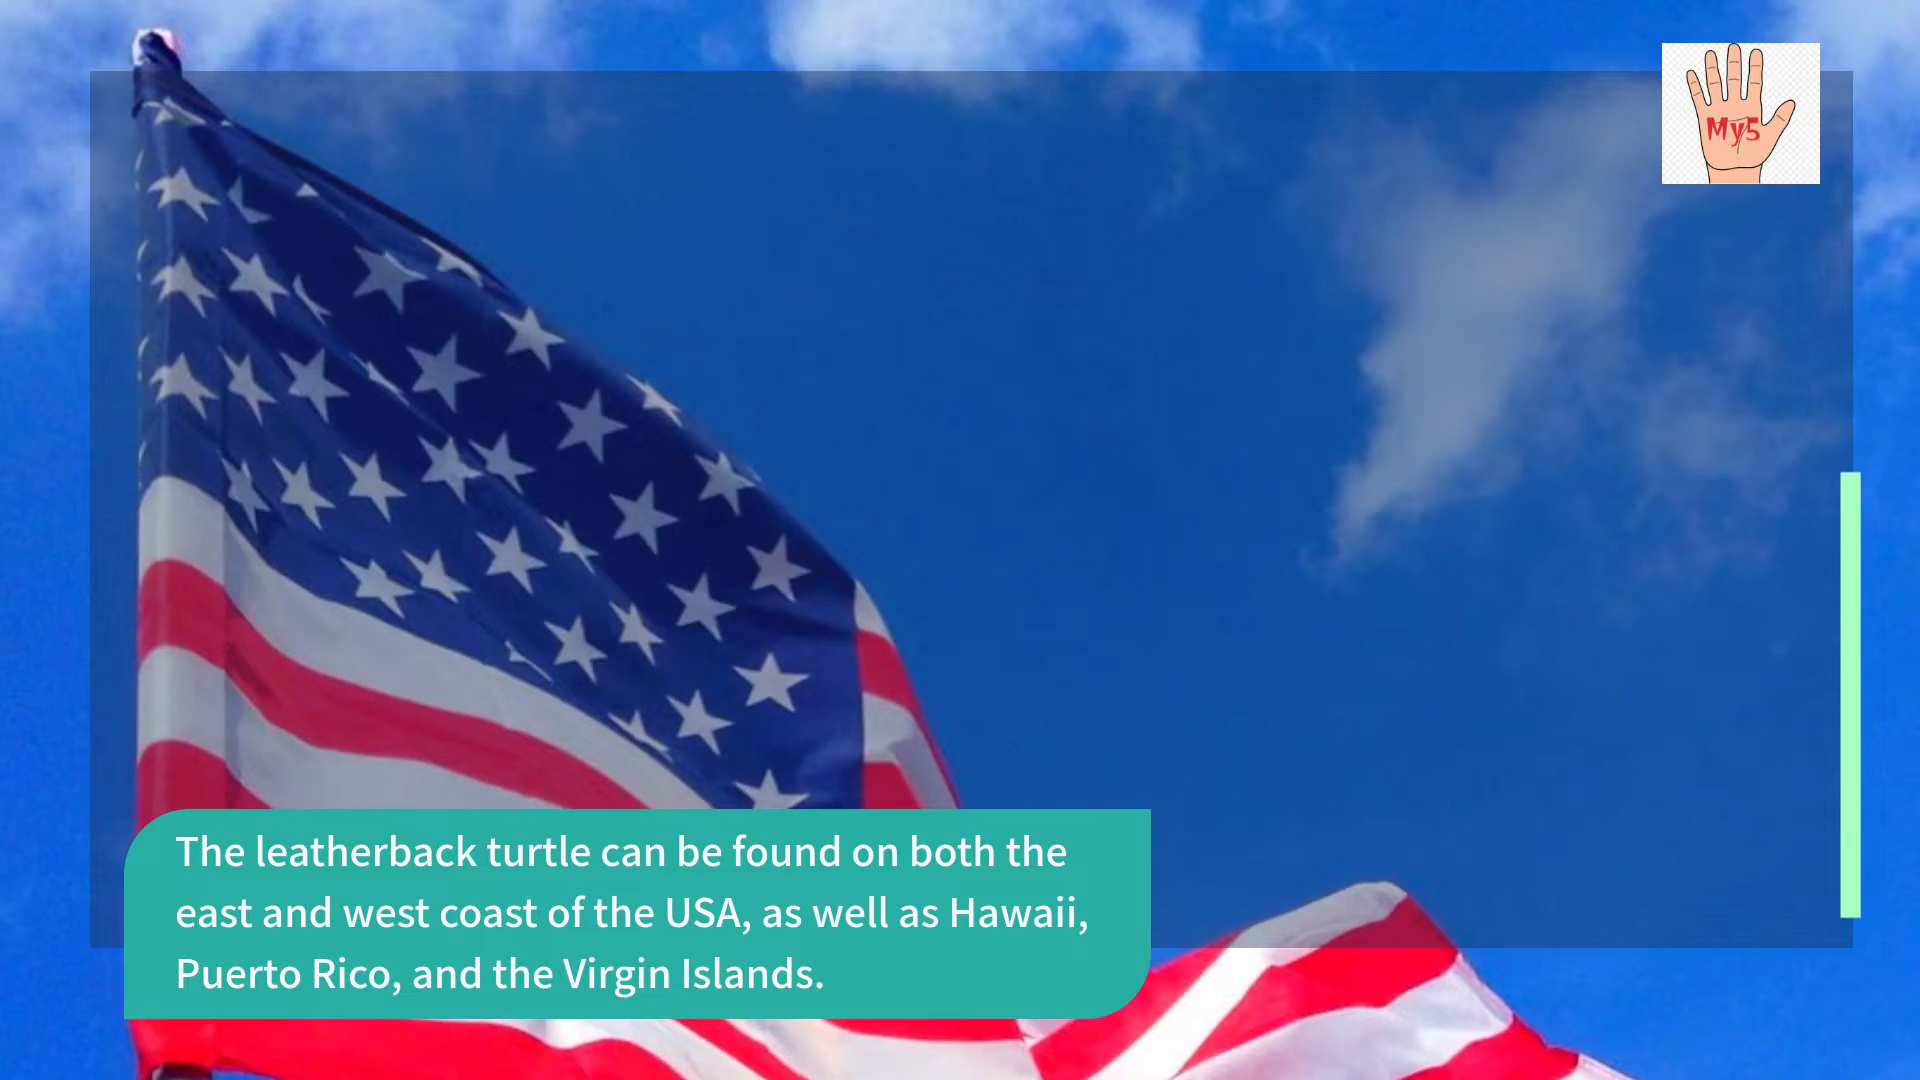 My5
The leatherback turtle can be found on both the
east and west coast of the USA, as well as Hawaii,
Puerto Rico, and the Virgin Islands.